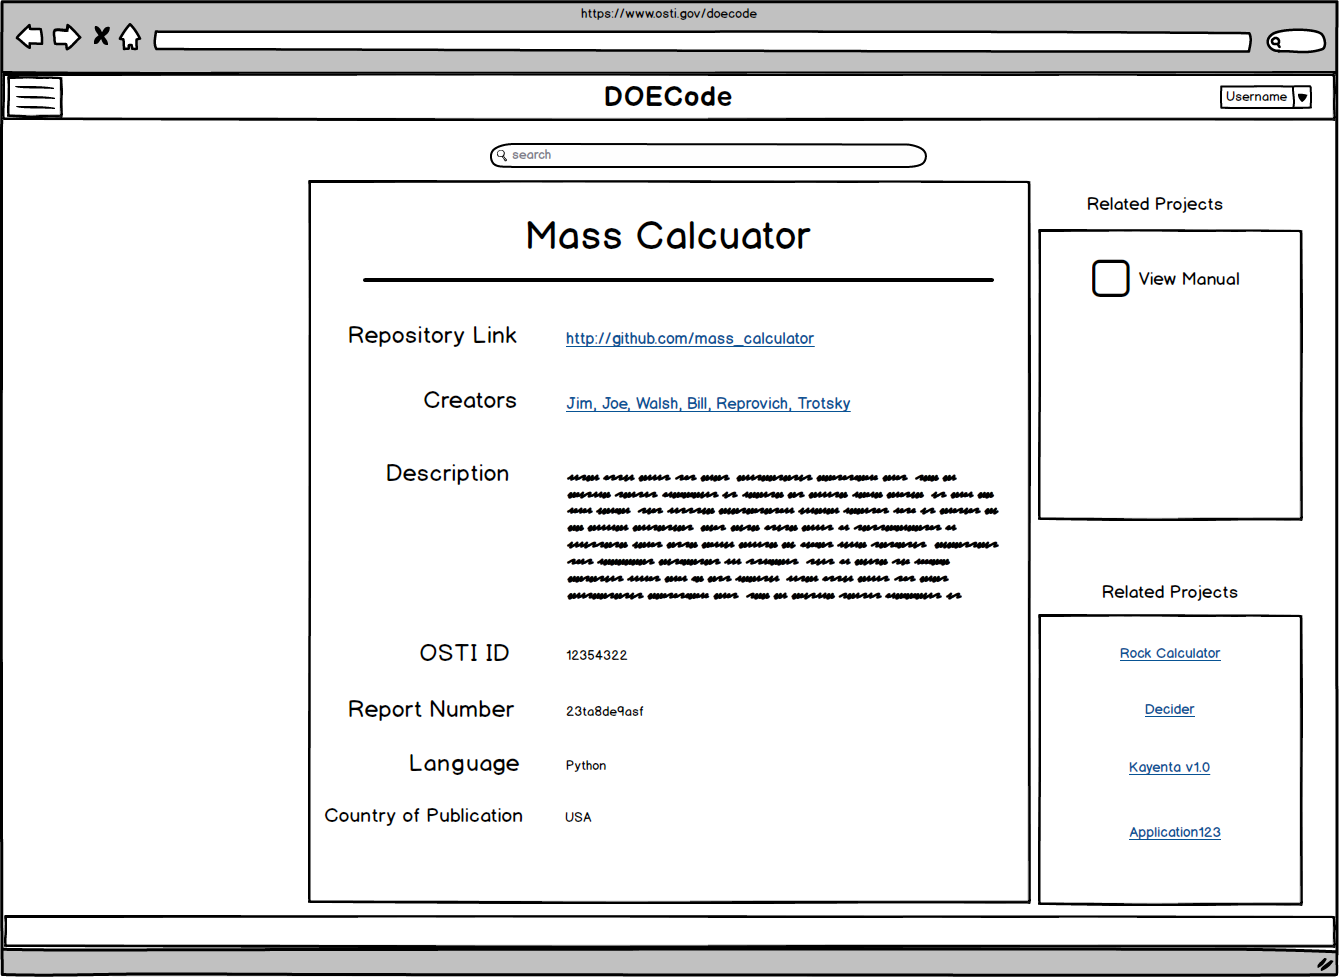 https://www.osti.gov/doecode
DOECode
Username
search
Mass Calcuator
Repository Link
http://github.com/mass_calculator
Creators
Jim, Joe, Walsh, Bill, Reprovich, Trotsky
Description
OSTI ID
12354322
Report Number
23ta8de9asf
Language
Python
Country of Publication
USA
Related Projects
View Manual
Related Projects
Rock Calculator
Decider
Kayenta v1.0
Application123